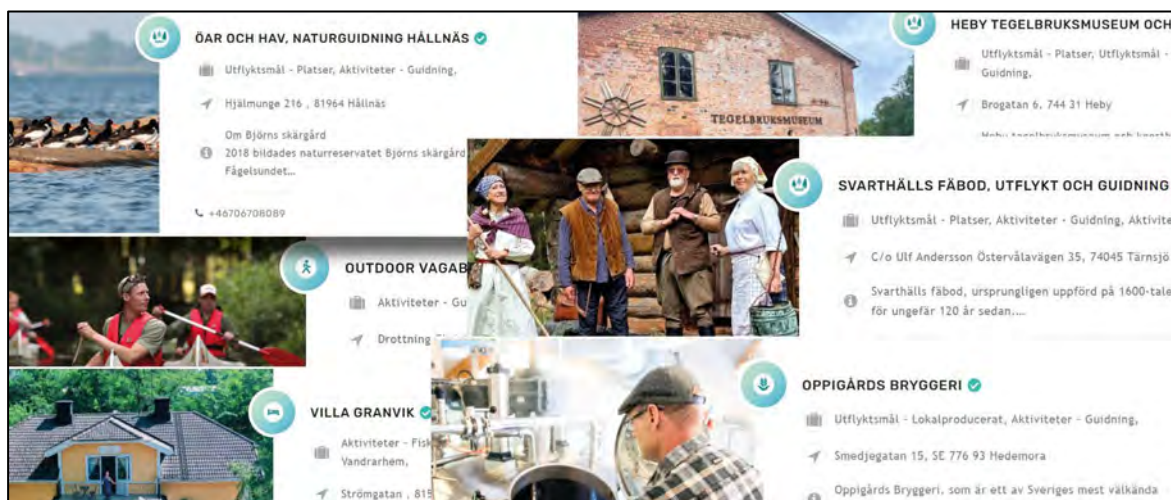 ÖAR OCH HAV, NATURGUIDNING HÅLLNÄS
Utflyktsmål - Platser, Aktiviteter - Guidning,
Hjälmunge 216 , 81964 Hållnäs
Om Björns skärgård
2018 bildades naturreservatet Björns skärgård
Fågelsundet...
+46706708089
TEGELBRUKSMUSEUM
HEBY TEGELBRUKSMUSEUM OCH
Utflyktsmål - Platser, Utflyktsmål -
Guidning,
Brogatan 6, 744 31 Heby
SVARTHÄLLS FÄBOD, UTFLYKT OCH GUIDNING
Utflyktsmål - Platser, Aktiviteter - Guidning, Aktivite
C/o Ulf Andersson Östervålavägen 35, 74045 Tärnsjö
Svarthälls fäbod, ursprungligen uppförd på 1600-tale
för ungefär 120 år sedan....
OUTDOOR VAGAB
Aktiviteter - Gu
Drottning
VILLA GRANVIK
Aktiviteter - Fisk
Vandrarhem,
Strömgatan , 815
OPPIGÅRDS BRYGGERI
Utflyktsmål - Lokalproducerat, Aktiviteter - Guidning,
Smedjegatan 15, SE 776 93 Hedemora
Oppigårds Bryggeri, som är ett av Sveriges mest välkända